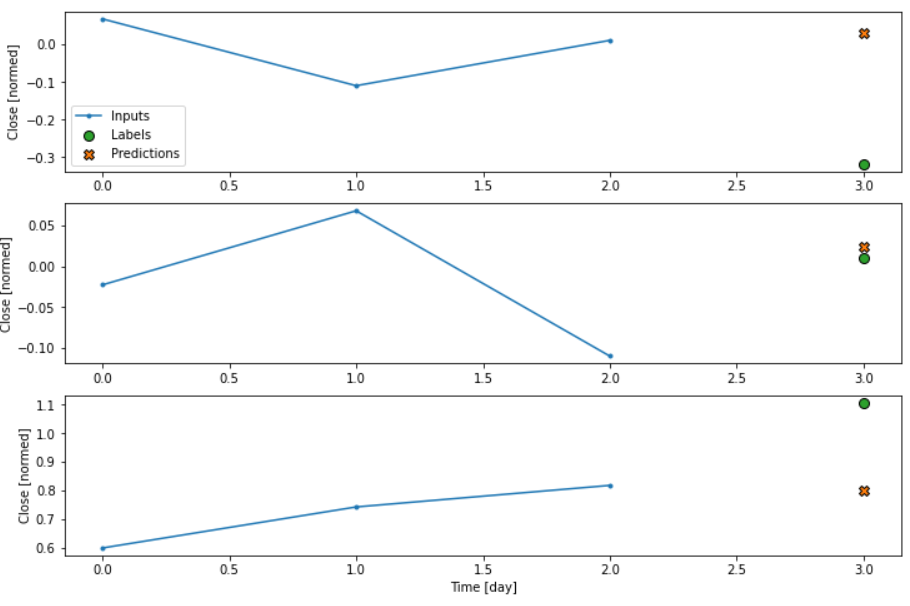 Close [normed]
0.0
−0.1
−0.2
−0.3
Inputs
Labels
Predictions
0.0 0.5 1.0 1.5 2.0 2.5 3.0
Close [normed]
0.05
0.00
−0.05
−0.10
0.0 0.5 1.0 1.5 2.0 2.5 3.0
Close [normed]
1.1
1.0
0.9
0.8
0.7
0.6
0.0 0.5 1.0 1.5 2.0 2.5 3.0
Time [day]